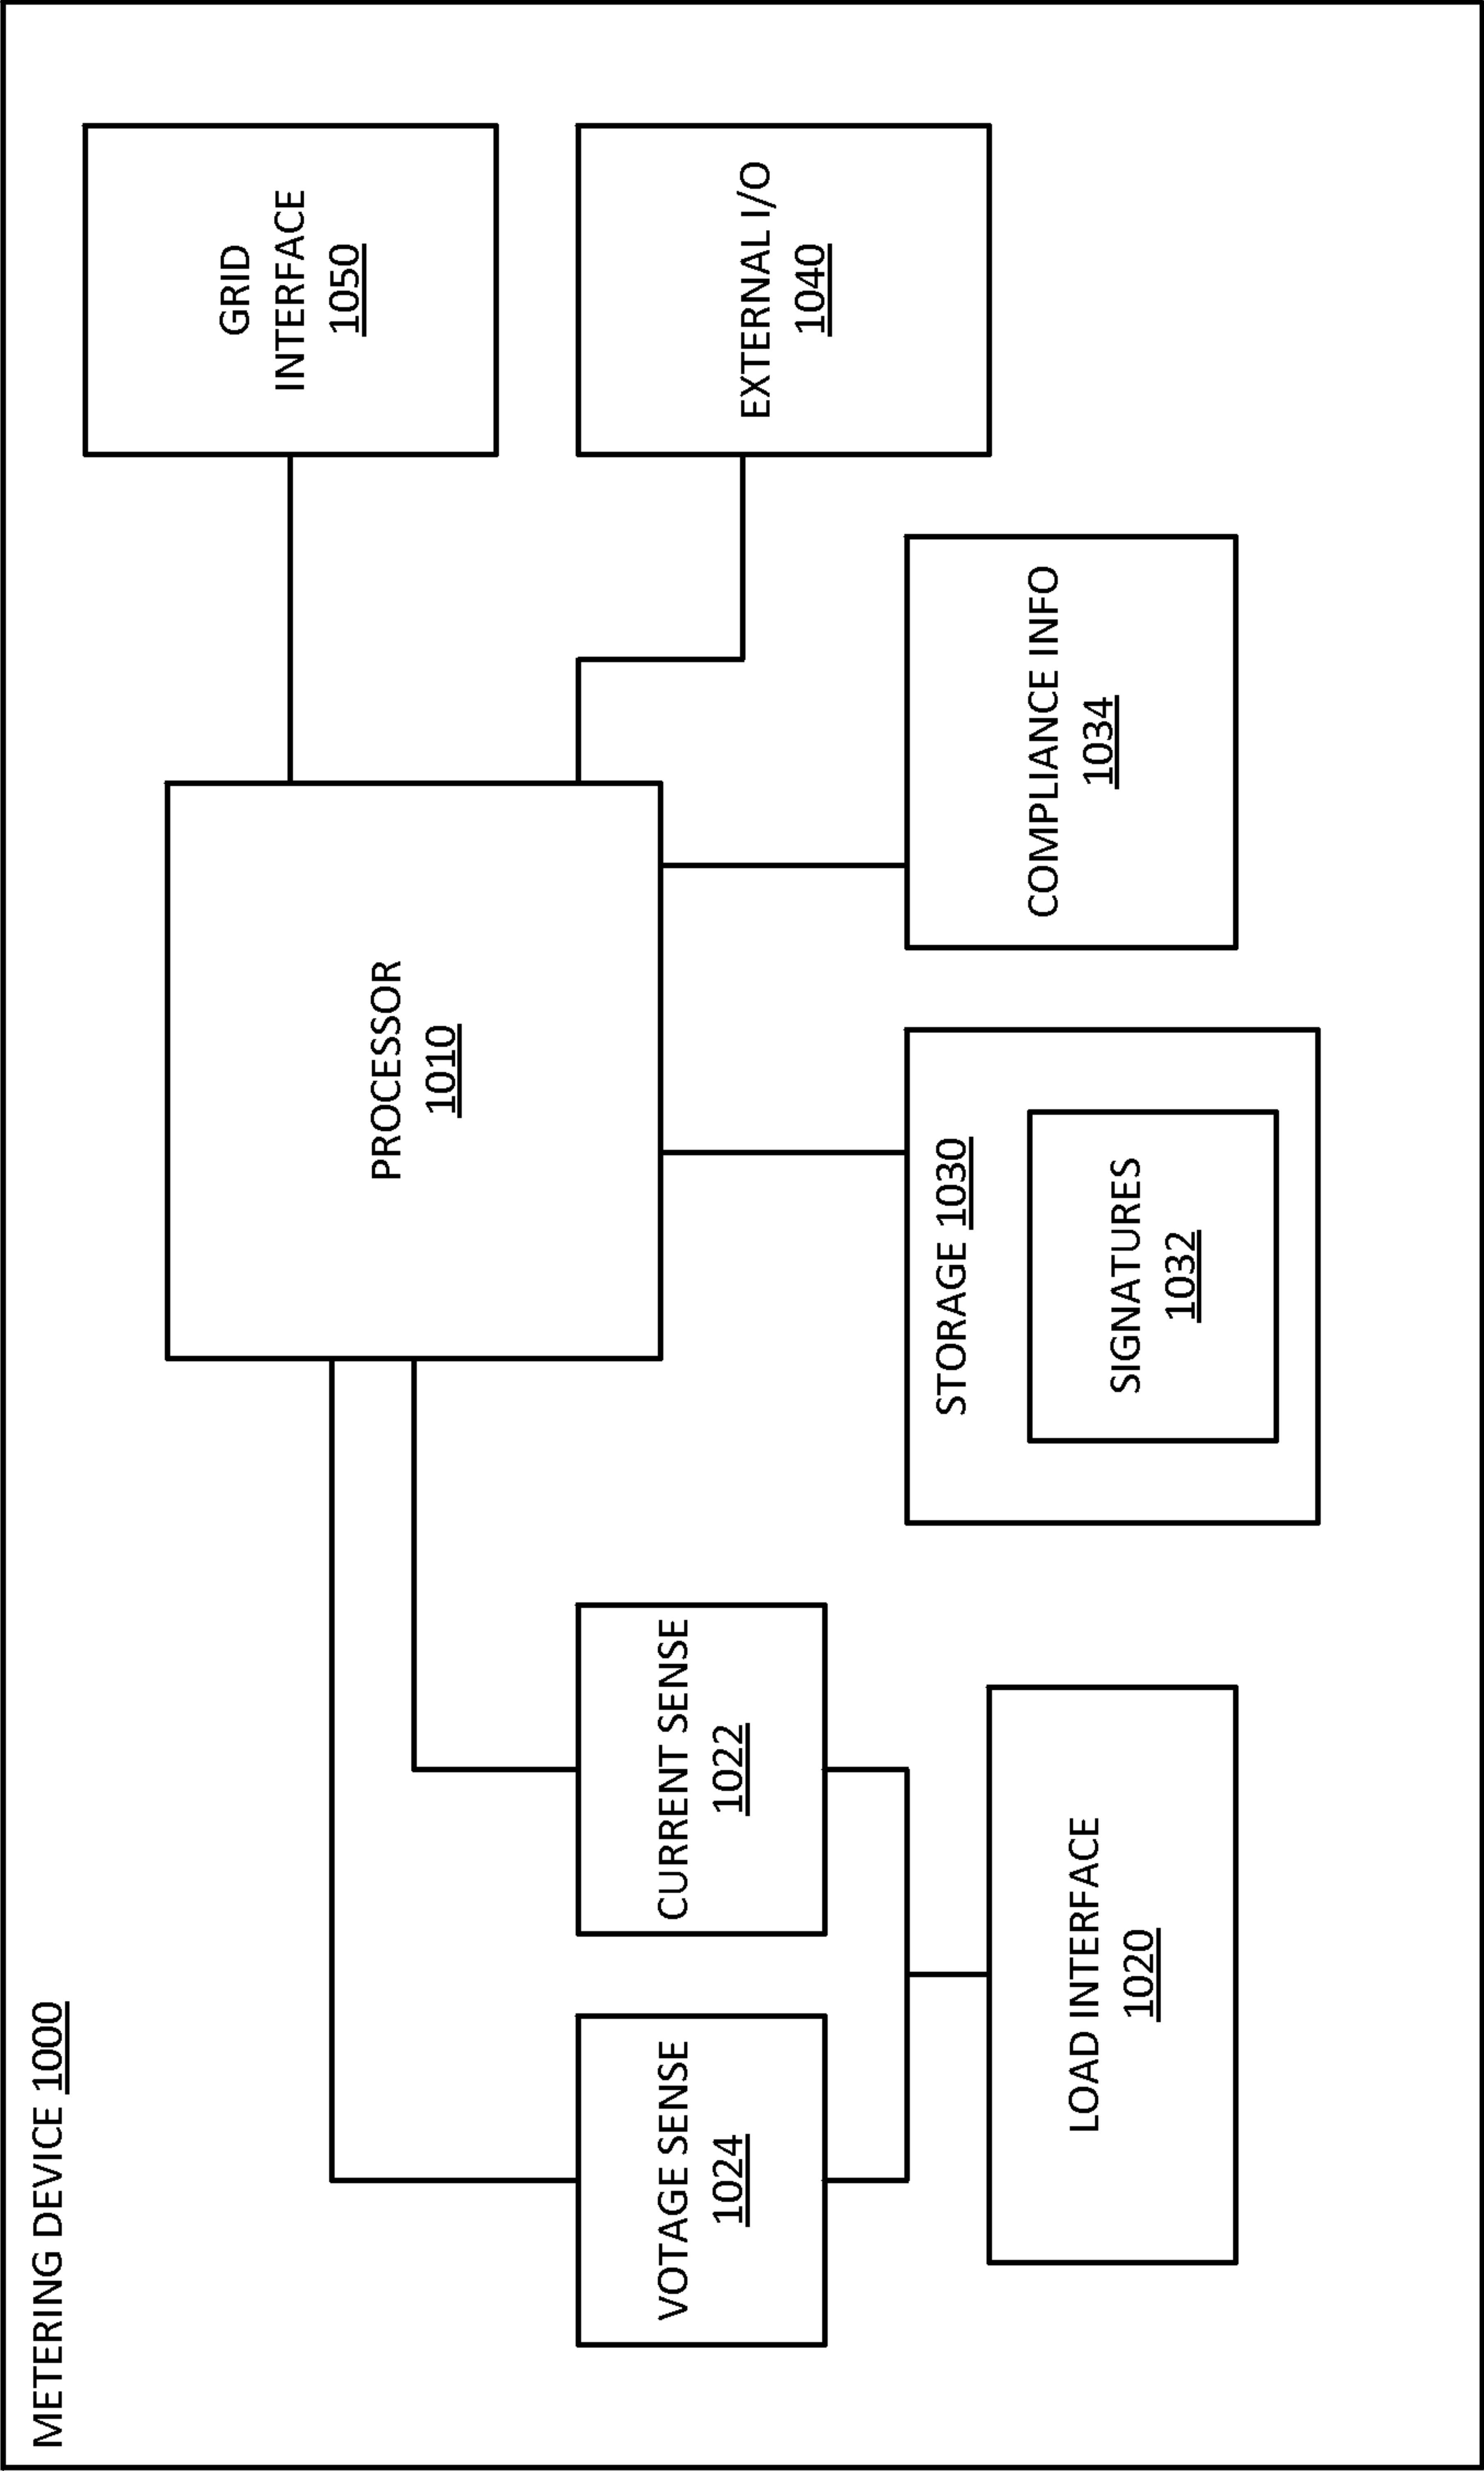 METERING DEVICE 1000
PROCESSOR
1010
GRID
INTERFACE
1050
VOTAGE SENSE
1024
CURRENT SENSE
1022
EXTERNAL I/O
1040
STORAGE 1030
SIGNATURES
1032
COMPLIANCE INFO
1034
LOAD INTERFACE
1020